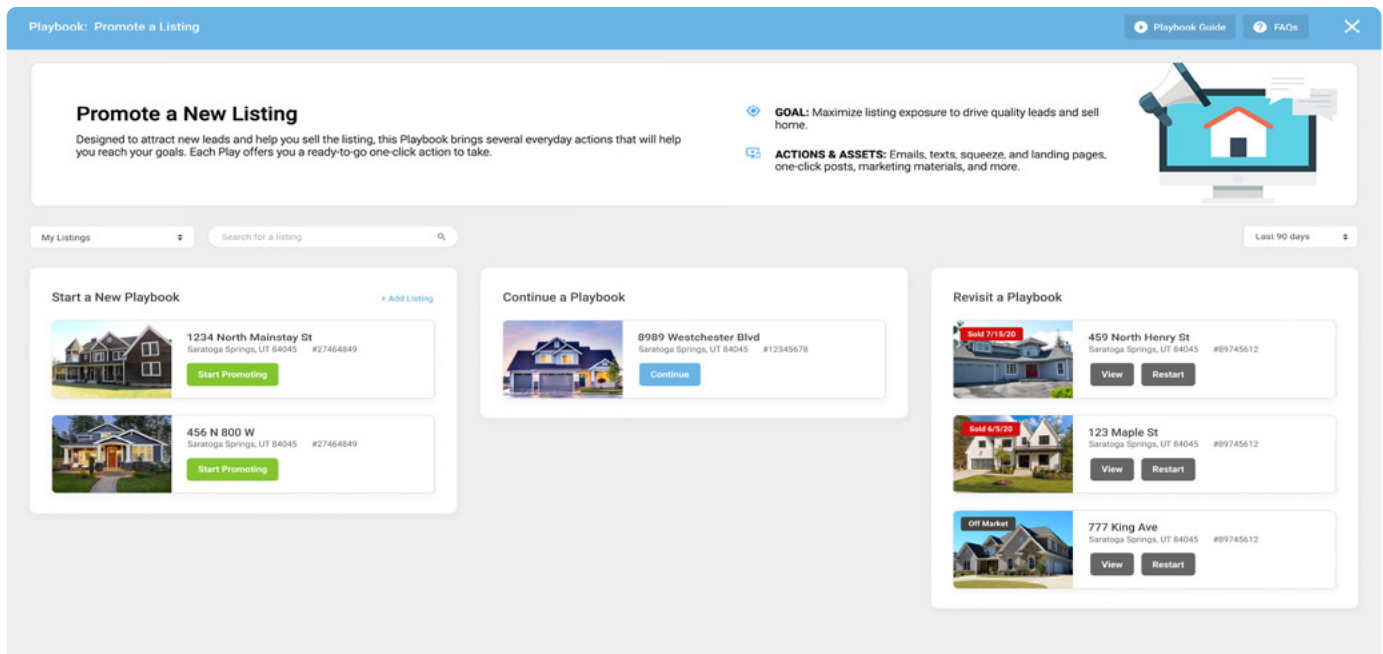 Playbook: Promote a Listing
Playbook Guide
FAQs
Promote a New Listing
Designed to attract new leads and help you sell the listing, this Playbook brings several everyday actions that will help
you reach your goals. Each Play offers you a ready-to-go one-click action to take.
GOAL: Maximize listing exposure to drive quality leads and sell
home.
ACTIONS & ASSETS: Emails, texts, squeeze, and landing pages,
one-click posts, marketing materials, and more.
My Listings
Search for a listing
Last 90 days
Start a New Playbook
+ Add Listing
1234 North Mainstay St
Saratoga Springs, UT 84045 #27464849
Start Promoting
456 N 800 W
Saratoga Springs, UT 84045 #27464849
Start Promoting
Continue a Playbook
8989 Westchester Blvd
Saratoga Springs, UT 84045 #12345678
Continue
Revisit a Playbook
Sold 7/15/20
459 North Henry St
Saratoga Springs, UT 84045 #89745612
View
Restart
Sold 6/5/20
123 Maple St
Saratoga Springs, UT 84045 #89745612
View
Restart
Off Market
777 King Ave
Saratoga Springs, UT 84045 #89745612
View
Restart